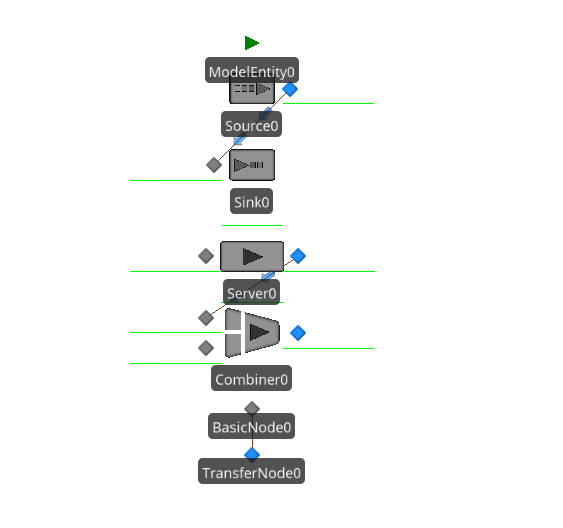 ModelEntity0
Source0
Sink0
Server0
Combiner0
BasicNode0
TransferNode0